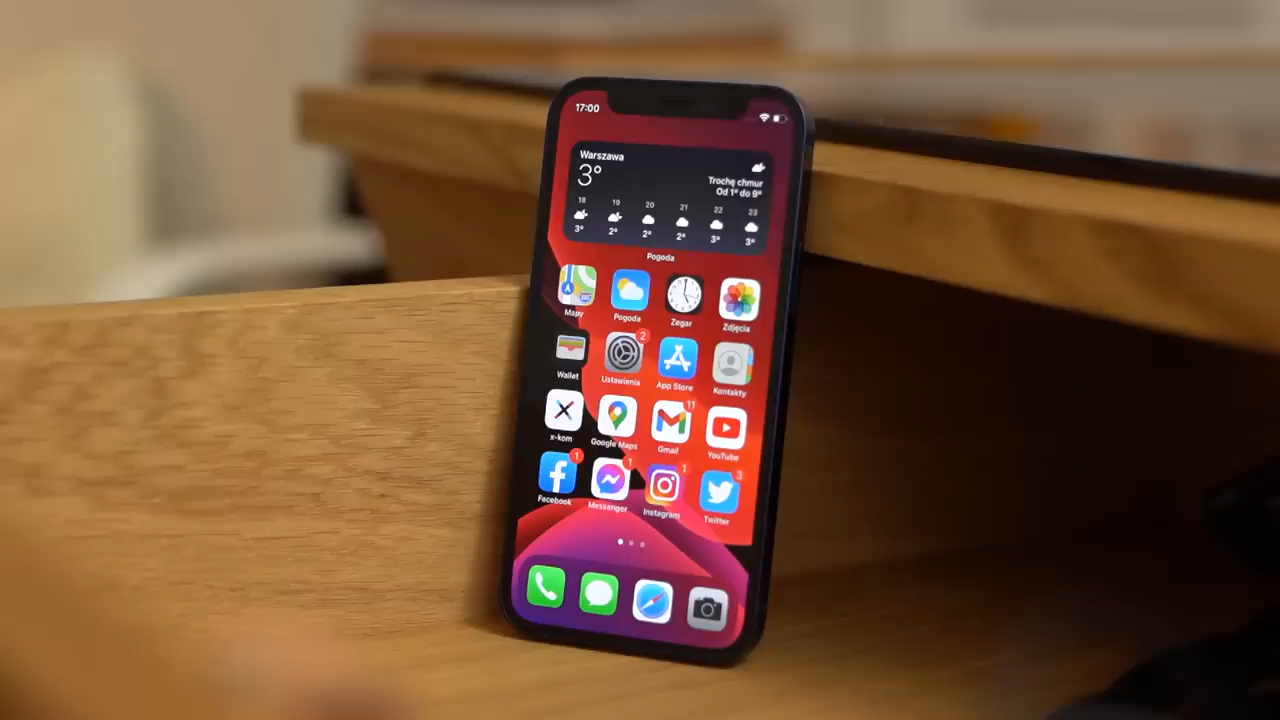 17:00
Warszawa
3°
Trochę chmur
Od 1° do 9°
18 19 20 21 22 23
3° 2° 2° 2° 3° 3°
Pogoda
Mapy Pogoda Zegar Zdjęcia
2
Wallet Ustawienia App Store Kontakty
11
x-kom Google Maps Gmail YouTube
1 1 1 3
Facebook Messenger Instagram Twitter